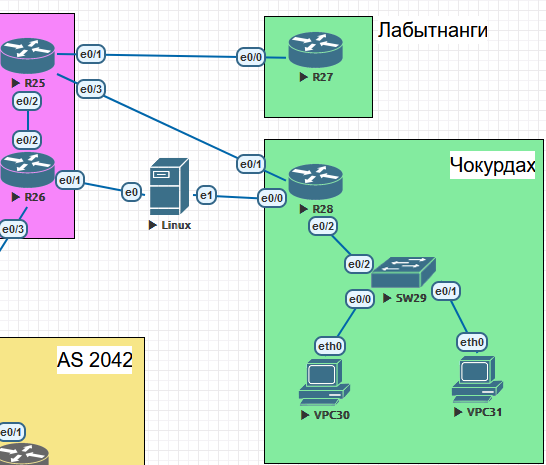 Лабытнанги
e0/1
e0/0
R25
R27
e0/3
e0/2
e0/2
Чокурдах
e0/1
e0/1
e0
e1
e0/0
R26
R28
Linux
e0/3
e0/2
e0/2
e0/0
SW29
e0/1
eth0
eth0
AS 2042
VPC30
VPC31
e0/1